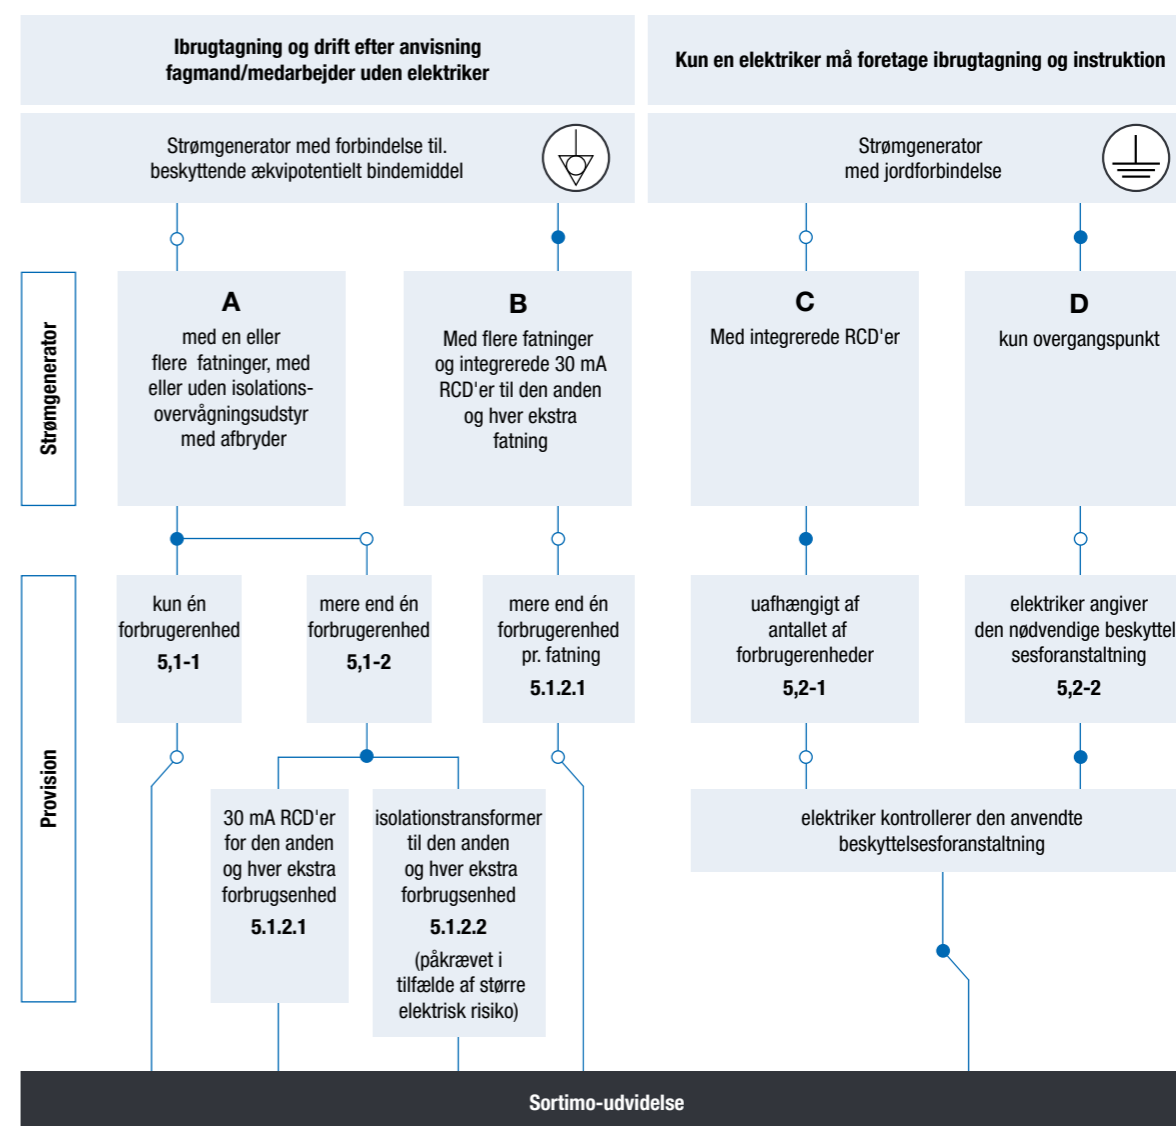 Ibrugtagning og drift efter anvisning
fagmand/medarbejder uden elektriker
Kun en elektriker må foretage ibrugtagning og instruktion
Strømgenerator med forbindelse til.
beskyttende ækvipotentielt bindemiddel
Strømgenerator
med jordforbindelse
Strømgenerator
A
med en eller
flere fatninger, med
eller uden isolations-
overvågningsudstyr
med afbryder
B
Med flere fatninger
og integrerede 30 mA
RCD'er til den anden
og hver ekstra
fatning
C
Med integrerede RCD'er
D
kun overgangspunkt
Provision
kun én
forbrugerenhed
5,1-1
mere end én
forbrugerenhed
5,1-2
mere end én
forbrugerenhed
pr. fatning
5.1.2.1
uafhængigt af
antallet af
forbrugerenheder
5,2-1
elektriker angiver
den nødvendige beskyttel
sesforanstaltning
5,2-2
30 mA RCD'er
for den anden
og hver ekstra
forbrugsenhed
5.1.2.1
isolationstransformer
til den anden
og hver ekstra
forbrugsenhed
5.1.2.2
(påkrævet i
tilfælde af større
elektrisk risiko)
elektriker kontrollerer den anvendte
beskyttelsesforanstaltning
Sortimo-udvidelse